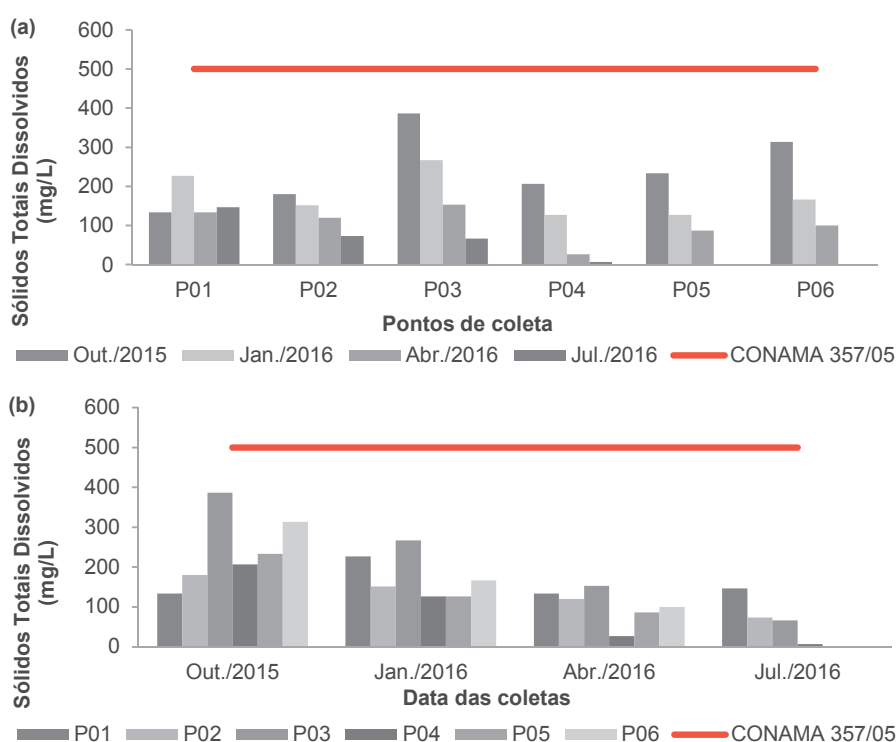 (a)
Sólidos Totais Dissolvidos
(mg/L)
600
500
400
300
200
100
0
P01 P02 P03 P04 P05 P06
Pontos de coleta
Out./2015 Jan./2016 Abr./2016 Jul./2016 CONAMA 357/05
(b)
Sólidos Totais Dissolvidos
(mg/L)
600
500
400
300
200
100
0
Out./2015 Jan./2016 Abr./2016 Jul./2016
Data das coletas
P01 P02 P03 P04 P05 P06 CONAMA 357/05